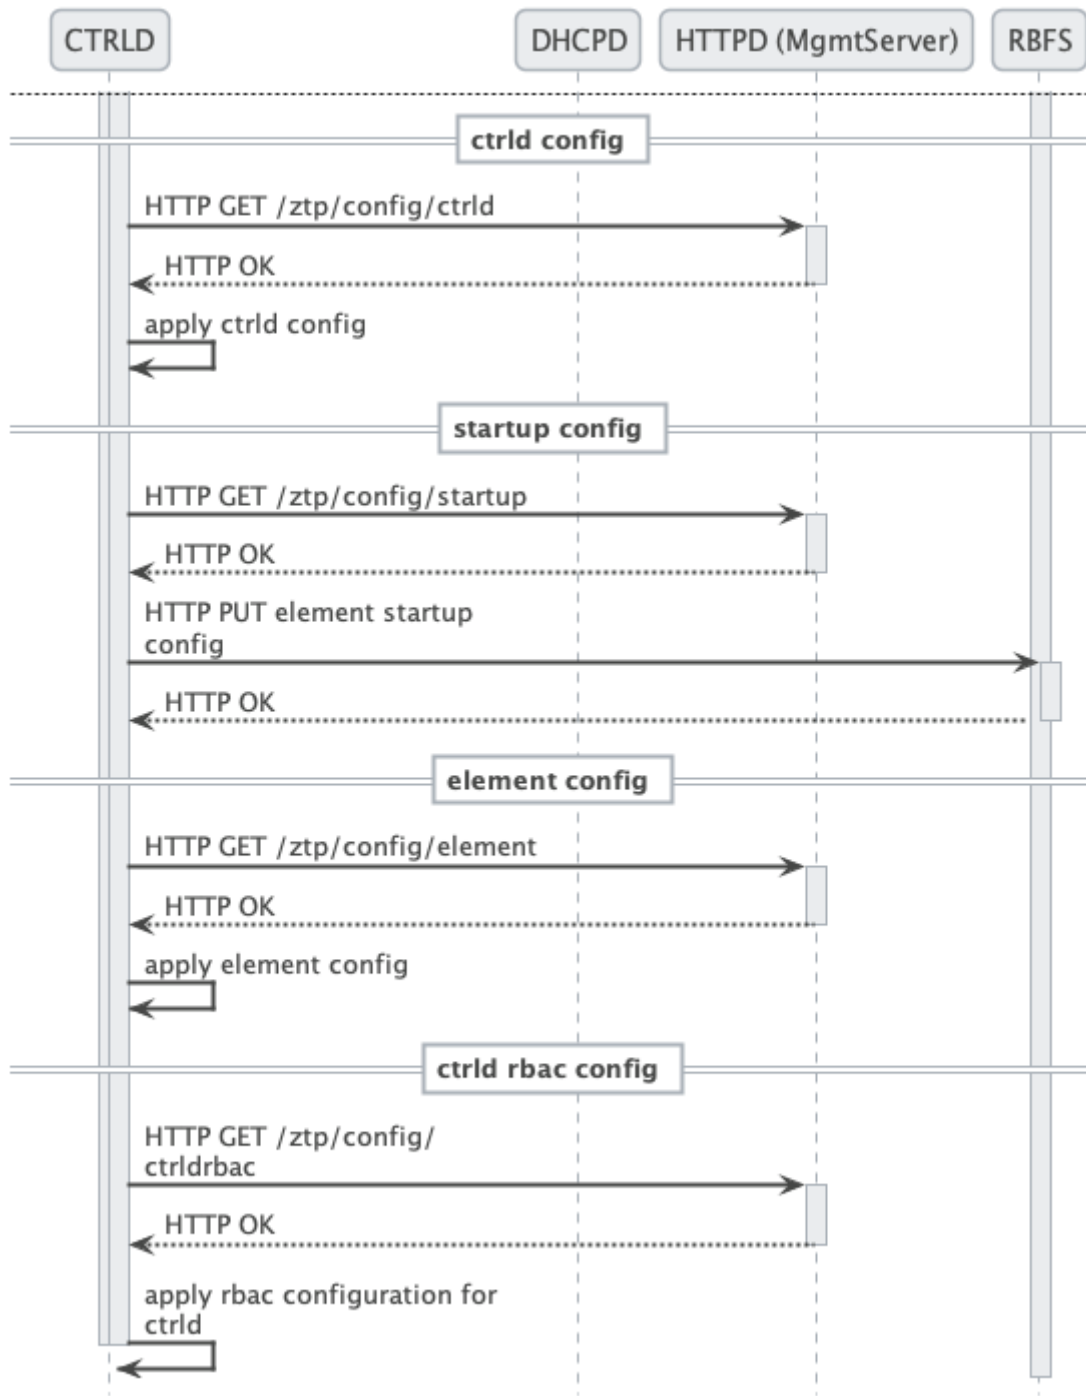 CTRLD
DHCPD
HTTPD (MgmtServer)
RBFS
ctrld config
HTTP GET /ztp/config/ctrld
HTTP OK
apply ctrld config
startup config
HTTP GET /ztp/config/startup
HTTP OK
HTTP PUT element startup
config
HTTP OK
element config
HTTP GET /ztp/config/element
HTTP OK
apply element config
ctrld rbac config
HTTP GET /ztp/config/
ctrldrbac
HTTP OK
apply rbac configuration for
ctrld